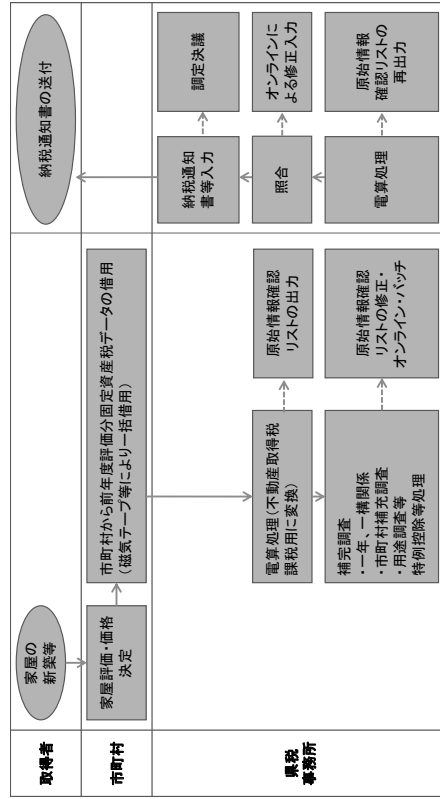 取得者
家屋の
新築等
納税通知書の送付
市町村
家屋評価・価格
決定
市町村から前年度評価分固定資産税データの借用
（磁気テープ等により一括借用）
県税
事務所
電算処理（不動産取得税
課税用に変換）
原始情報確認
リストの出力
補完調査
・一年、一構関係
・市町村補充調査
・用途調査等
特例控除等処理
原始情報確認
リストの修正・
オンライン・バッチ
納税通知
書等入力
調定決議
照合
オンラインに
よる修正入力
電算処理
原始情報
確認リストの
再出力